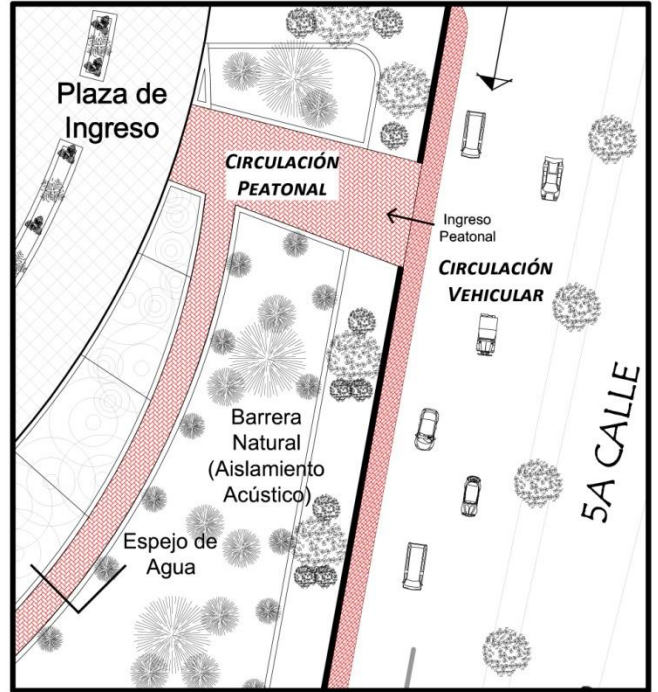 Plaza de
Ingreso
CIRCULACIÓN
PEATONAL
Ingreso
Peatonal
CIRCULACIÓN
VEHICULAR
Barrera
Natural
(Aislamiento
Acústico)
5A CALLE
Espejo de
Agua